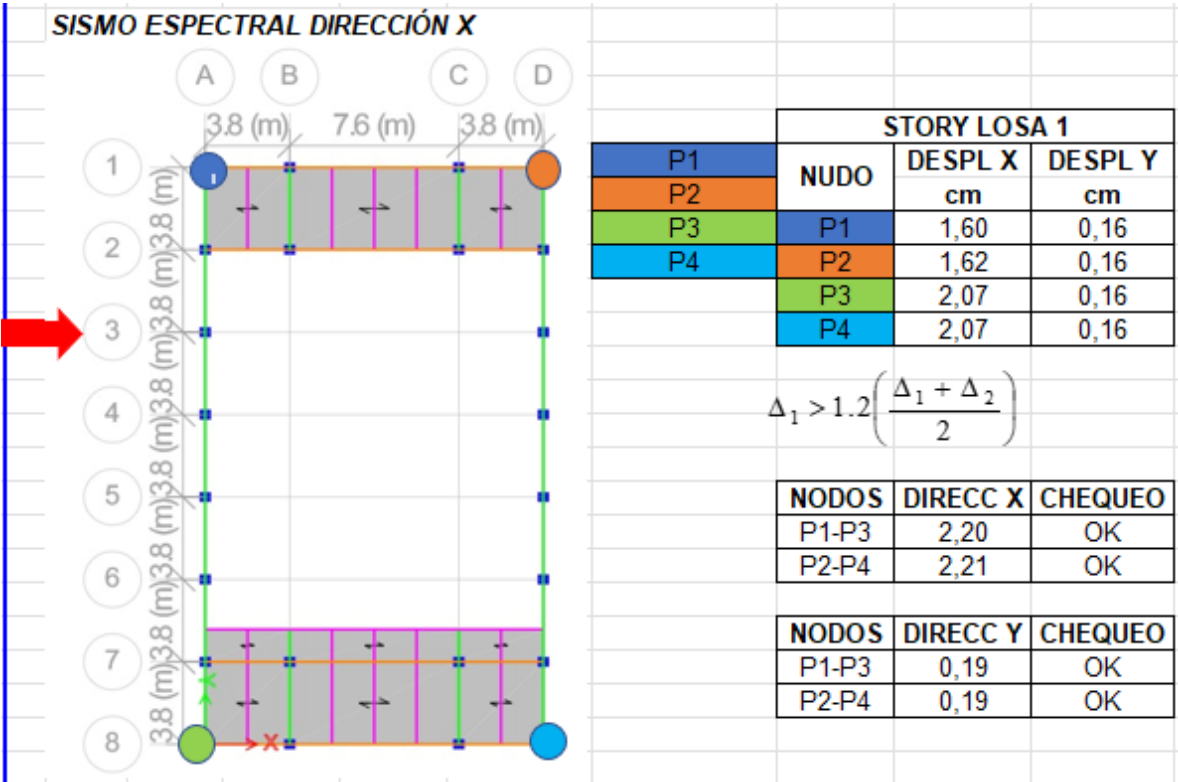 SISMO ESPECTRAL DIRECCIÓN X
A B C D
3.8 (m) 7.6 (m) 3.8 (m)
1
3.8 (m)
2
3.8 (m)
3
3.8 (m)
4
3.8 (m)
5
3.8 (m)
6
3.8 (m)
7
3.8 (m)
8
X
P1
P2
P3
P4
STORY LOSA 1
NUDO DESPL X DESPL Y
cm cm
P1 1,60 0,16
P2 1,62 0,16
P3 2,07 0,16
P4 2,07 0,16
Δ1 > 1.2((Δ1 + Δ2)/2)
NODOS DIRECC X CHEQUEO
P1-P3 2,20 OK
P2-P4 2,21 OK
NODOS DIRECC Y CHEQUEO
P1-P3 0,19 OK
P2-P4 0,19 OK